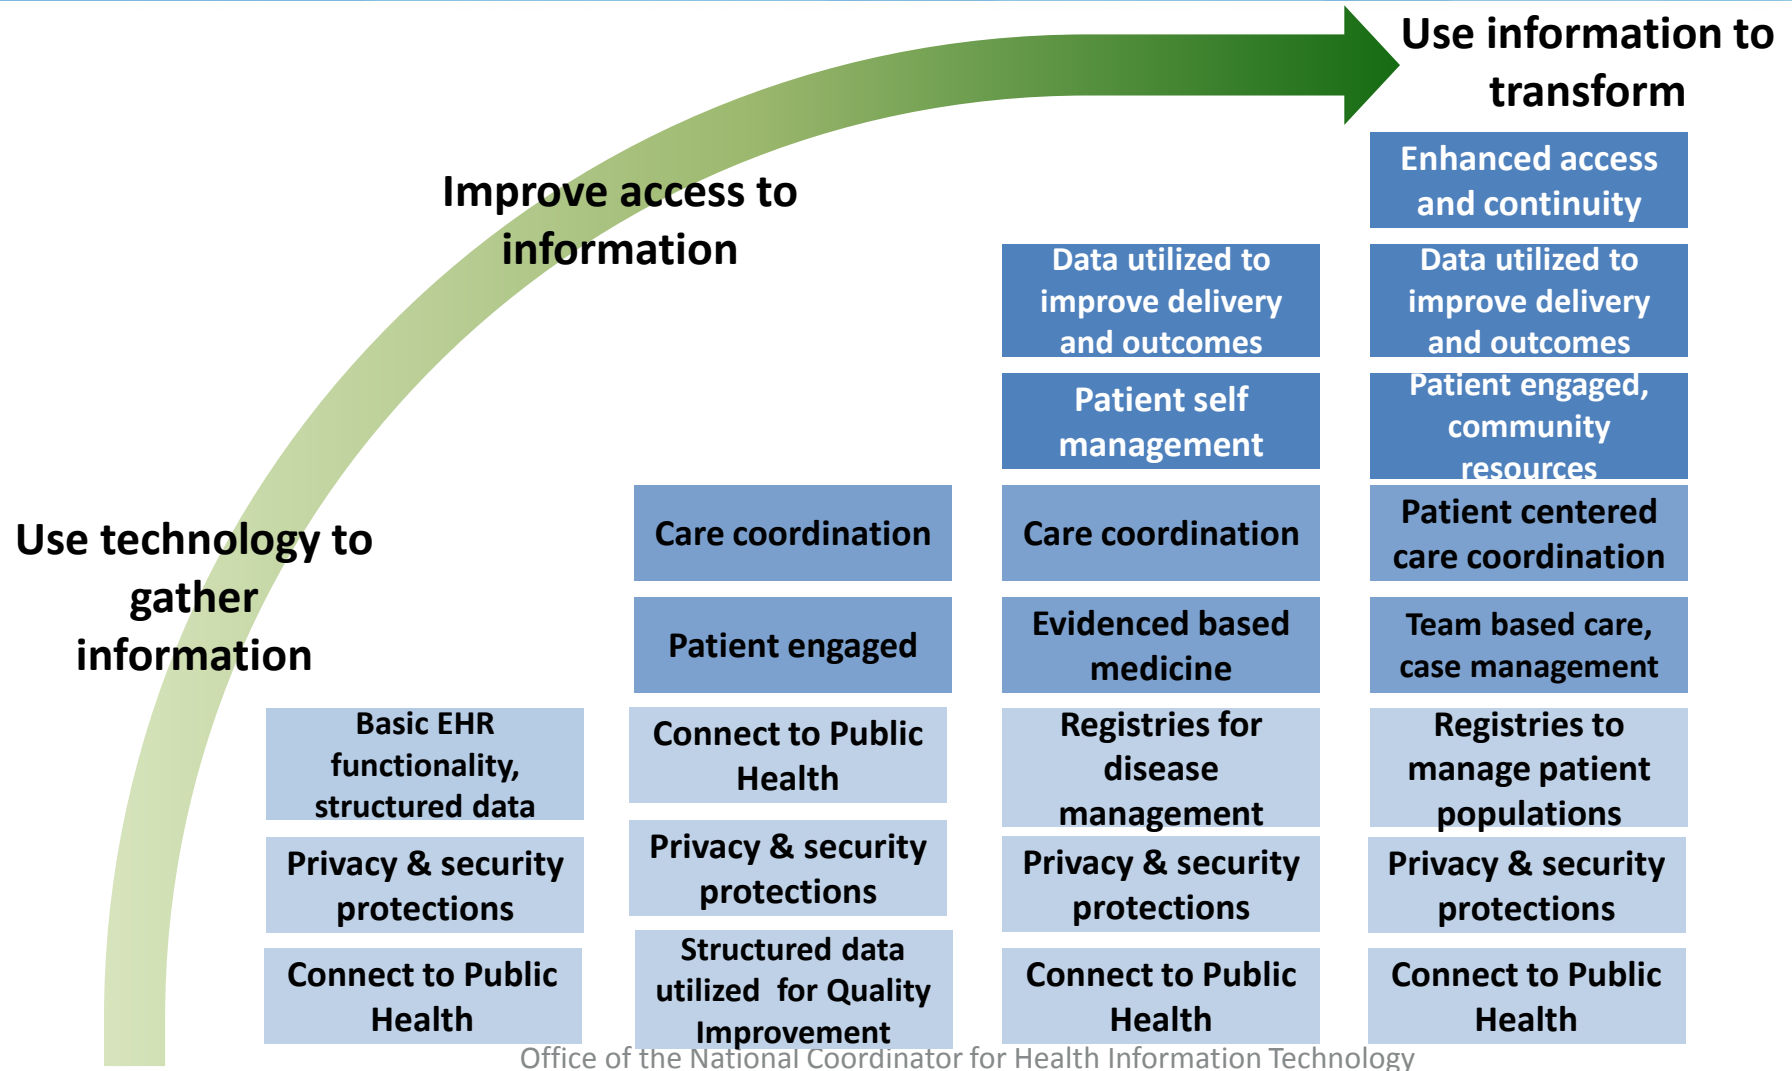 Use information to
transform
Improve access to
information
Use technology to
gather
information
Basic EHR
functionality,
structured data
Privacy & security
protections
Connect to Public
Health
Care coordination
Patient engaged
Connect to Public
Health
Privacy & security
protections
Structured data
utilized for Quality
Improvement
Data utilized to
improve delivery
and outcomes
Patient self
management
Care coordination
Evidenced based
medicine
Registries for
disease
management
Privacy & security
protections
Connect to Public
Health
Enhanced access
and continuity
Data utilized to
improve delivery
and outcomes
Patient engaged,
community
resources
Patient centered
care coordination
Team based care,
case management
Registries to
manage patient
populations
Privacy & security
protections
Connect to Public
Health
Office of the National Coordinator for Health Information Technology